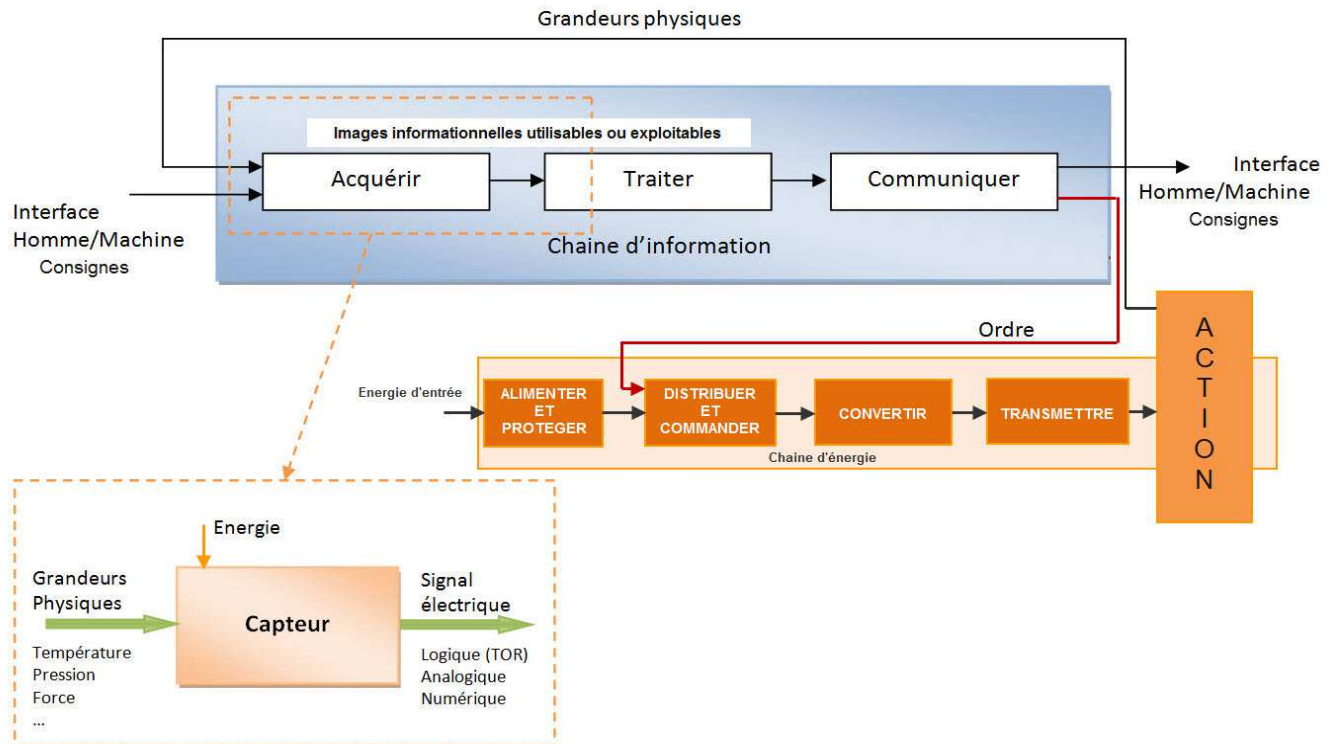 Grandeurs physiques
Images informationnelles utilisables ou exploitables
Acquérir
Traiter
Communiquer
Interface
Homme/Machine
Consignes
Interface
Homme/Machine
Consignes
Chaine d’information
Ordre
Energie d'entrée
ALIMENTER
ET
PROTEGER
DISTRIBUER
ET
COMMANDER
CONVERTIR
TRANSMETTRE
Chaine d'énergie
A
C
T
I
O
N
Energie
Grandeurs
Physiques
Capteur
Signal
électrique
Température
Pression
Force
...
Logique (TOR)
Analogique
Numérique